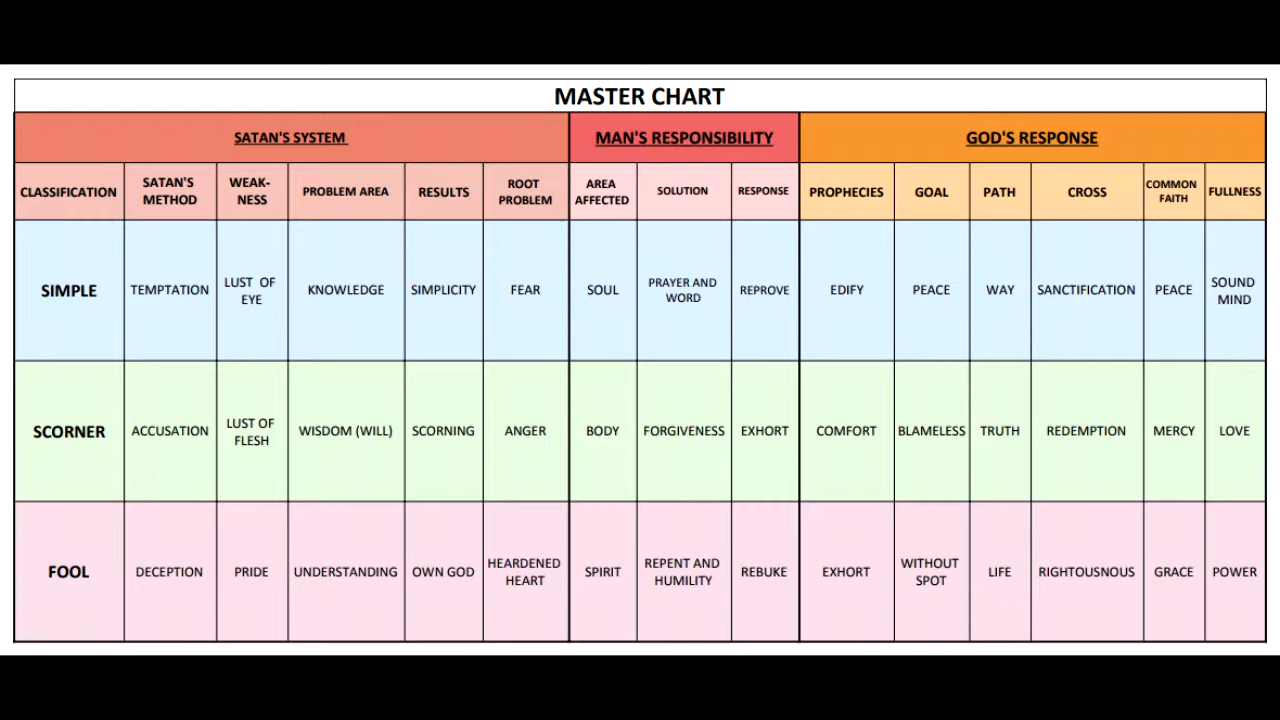 MASTER CHART
SATAN'S SYSTEM MAN'S RESPONSIBILITY GOD'S RESPONSE
CLASSIFICATION SATAN'S METHOD WEAK-NESS PROBLEM AREA RESULTS ROOT PROBLEM AREA AFFECTED SOLUTION RESPONSE PROPHECIES GOAL PATH CROSS COMMON FAITH FULLNESS
SIMPLE TEMPTATION LUST OF EYE KNOWLEDGE SIMPLICITY FEAR SOUL PRAYER AND WORD REPROVE EDIFY PEACE WAY SANCTIFICATION PEACE SOUND MIND
SCORNER ACCUSATION LUST OF FLESH WISDOM (WILL) SCORNING ANGER BODY FORGIVENESS EXHORT COMFORT BLAMELESS TRUTH REDEMPTION MERCY LOVE
FOOL DECEPTION PRIDE UNDERSTANDING OWN GOD HEARDENED HEART SPIRIT REPENT AND HUMILITY REBUKE EXHORT WITHOUT SPOT LIFE RIGHTOUSNOUS GRACE POWER